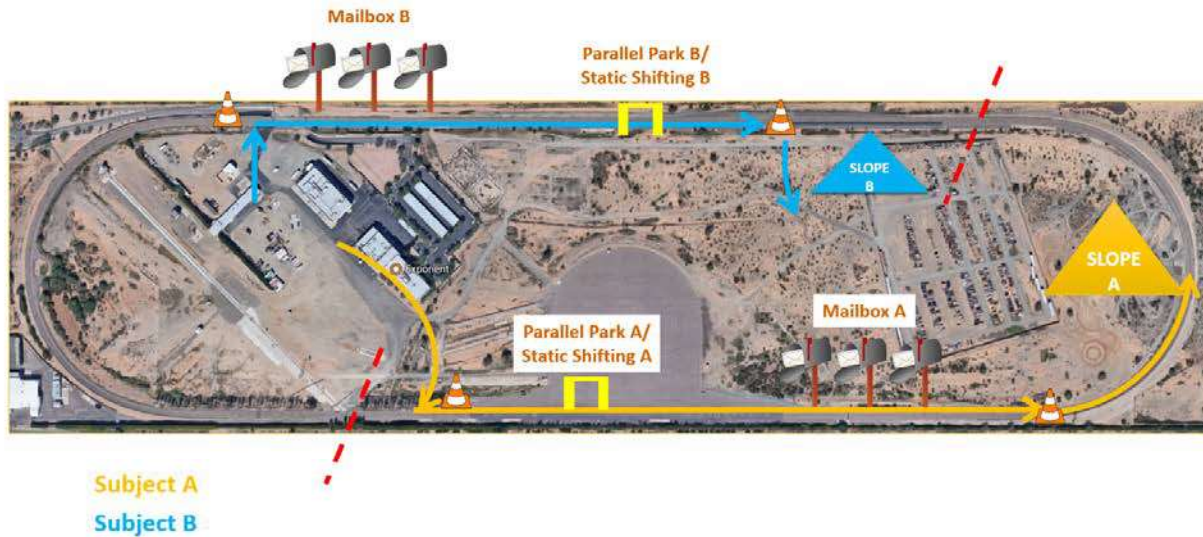 Mailbox B
Parallel Park B/
Static Shifting B
SLOPE
B
Exponent
SLOPE
A
Mailbox A
Parallel Park A/
Static Shifting A
Subject A
Subject B